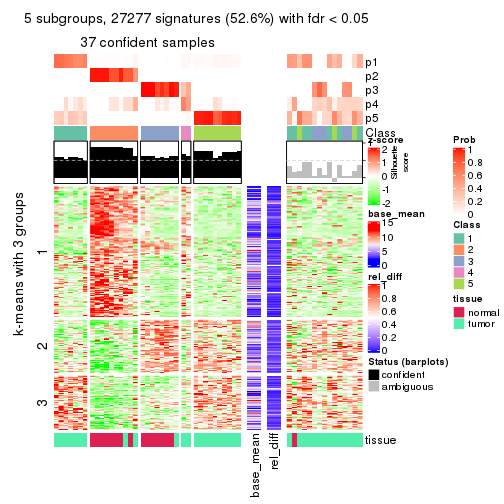 5 subgroups, 27277 signatures (52.6%) with fdr < 0.05
37 confident samples
p1
p2
p3
p4
p5
Class
Silhouette
score
k-means with 3 groups
1
2
3
tissue
base_mean
rel_diff
z-score
2
1
0
-1
-2
base_mean
15
10
5
0
rel_diff
1
0.8
0.6
0.4
0.2
0
Status (barplots)
confident
ambiguous
Prob
1
0.8
0.6
0.4
0.2
0
Class
1
2
3
4
5
tissue
normal
tumor